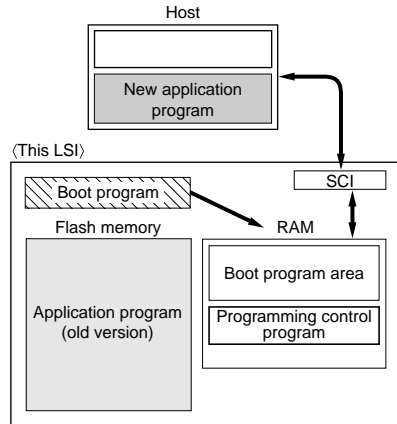 Host
New application
program
〈This LSI〉
SCI
Boot program
Flash memory
RAM
Boot program area
Application program
(old version)
Programming control
program